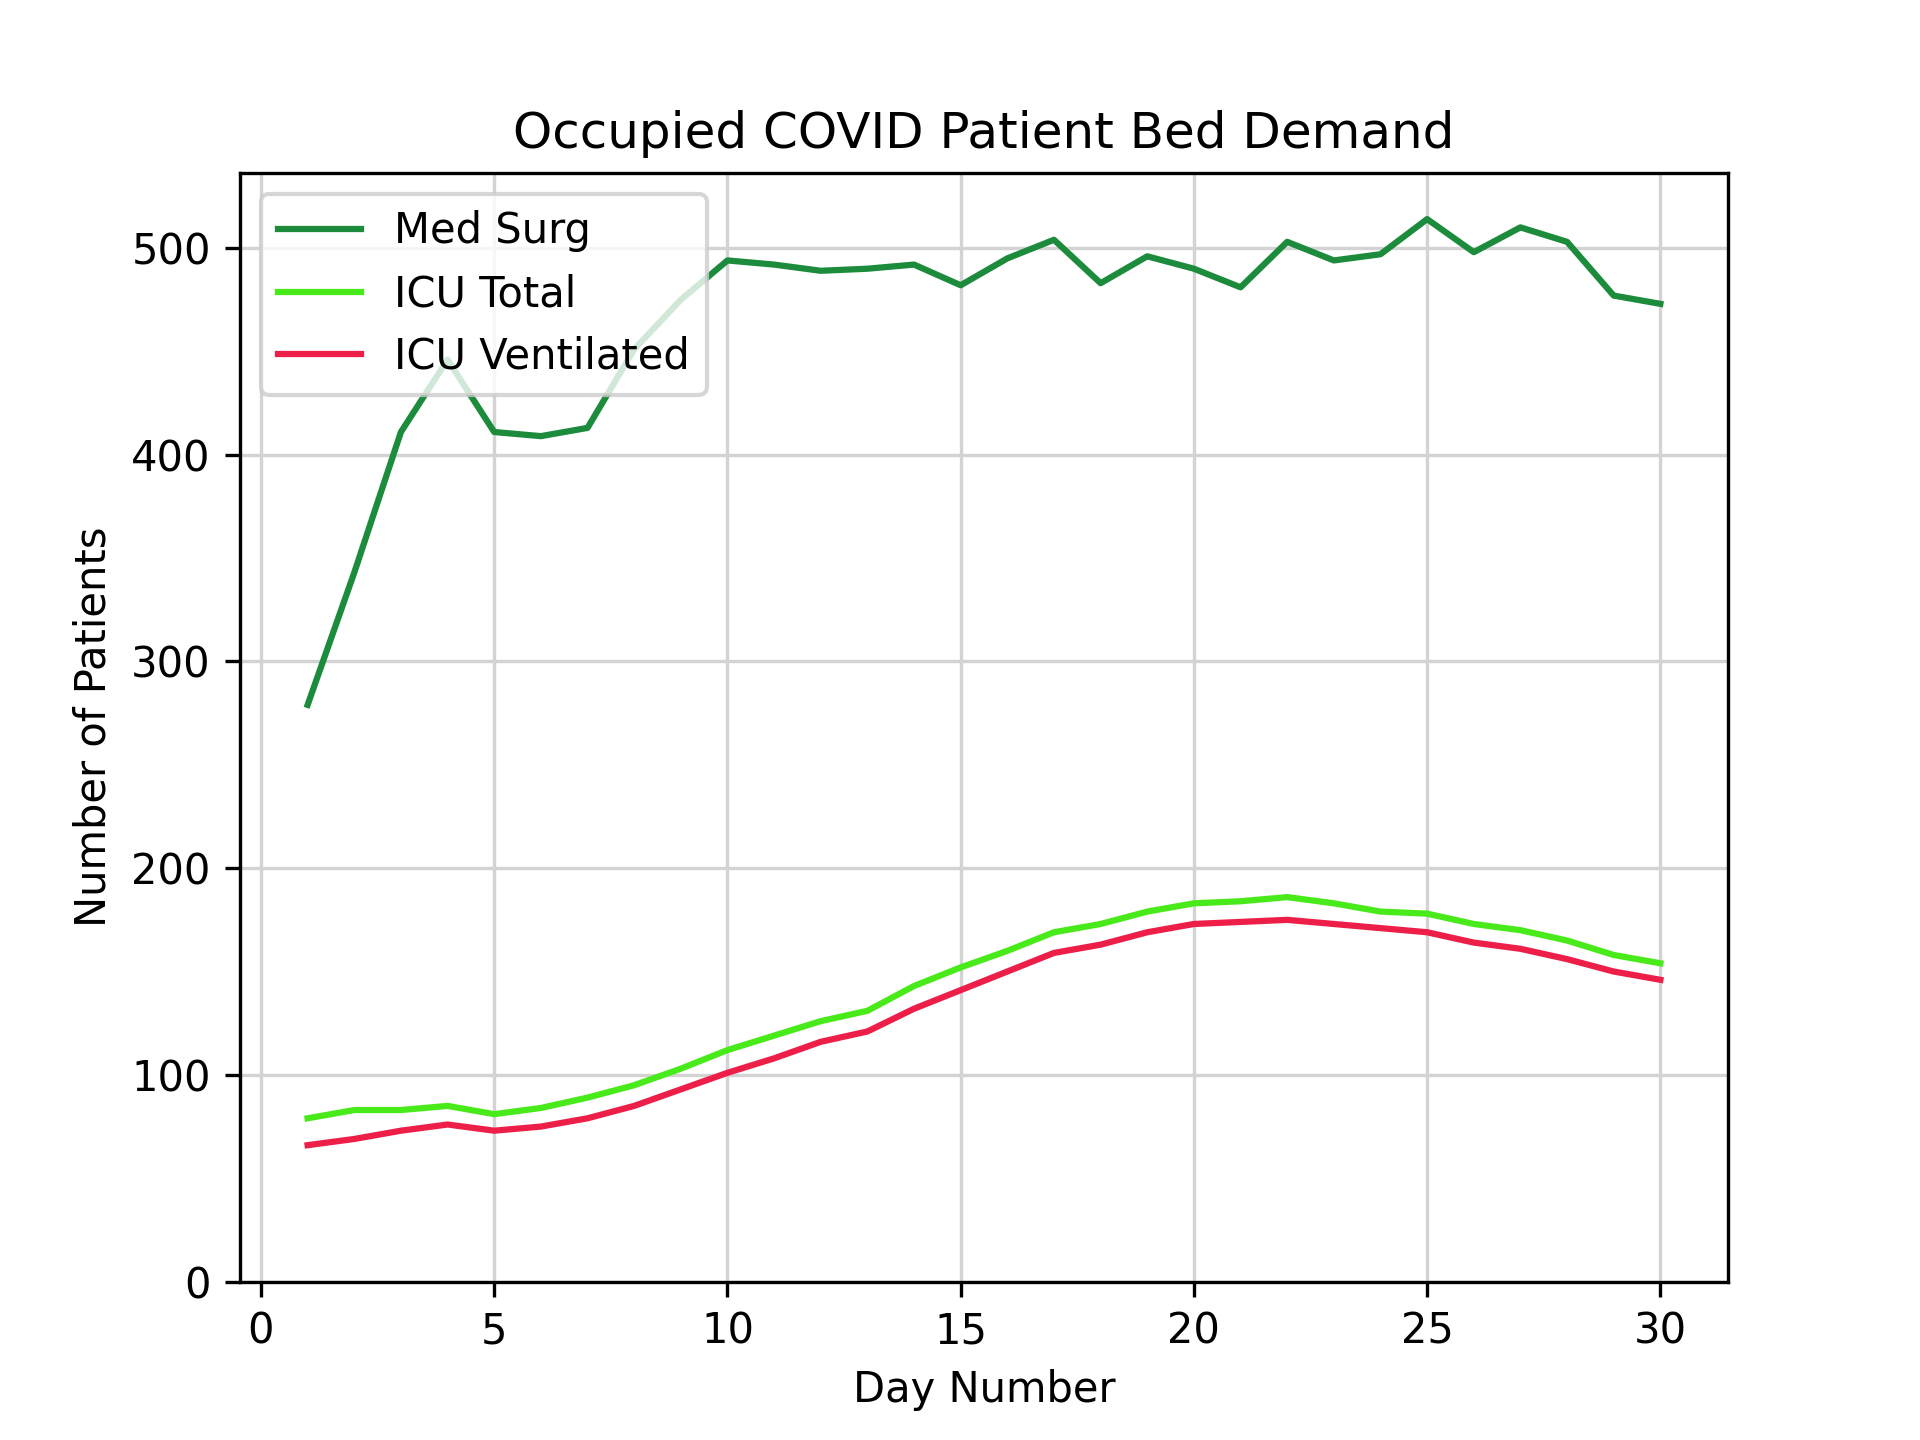 Occupied COVID Patient Bed Demand
Med Surg
ICU Total
ICU Ventilated
Number of Patients
500
400
300
200
100
0
0 5 10 15 20 25 30
Day Number